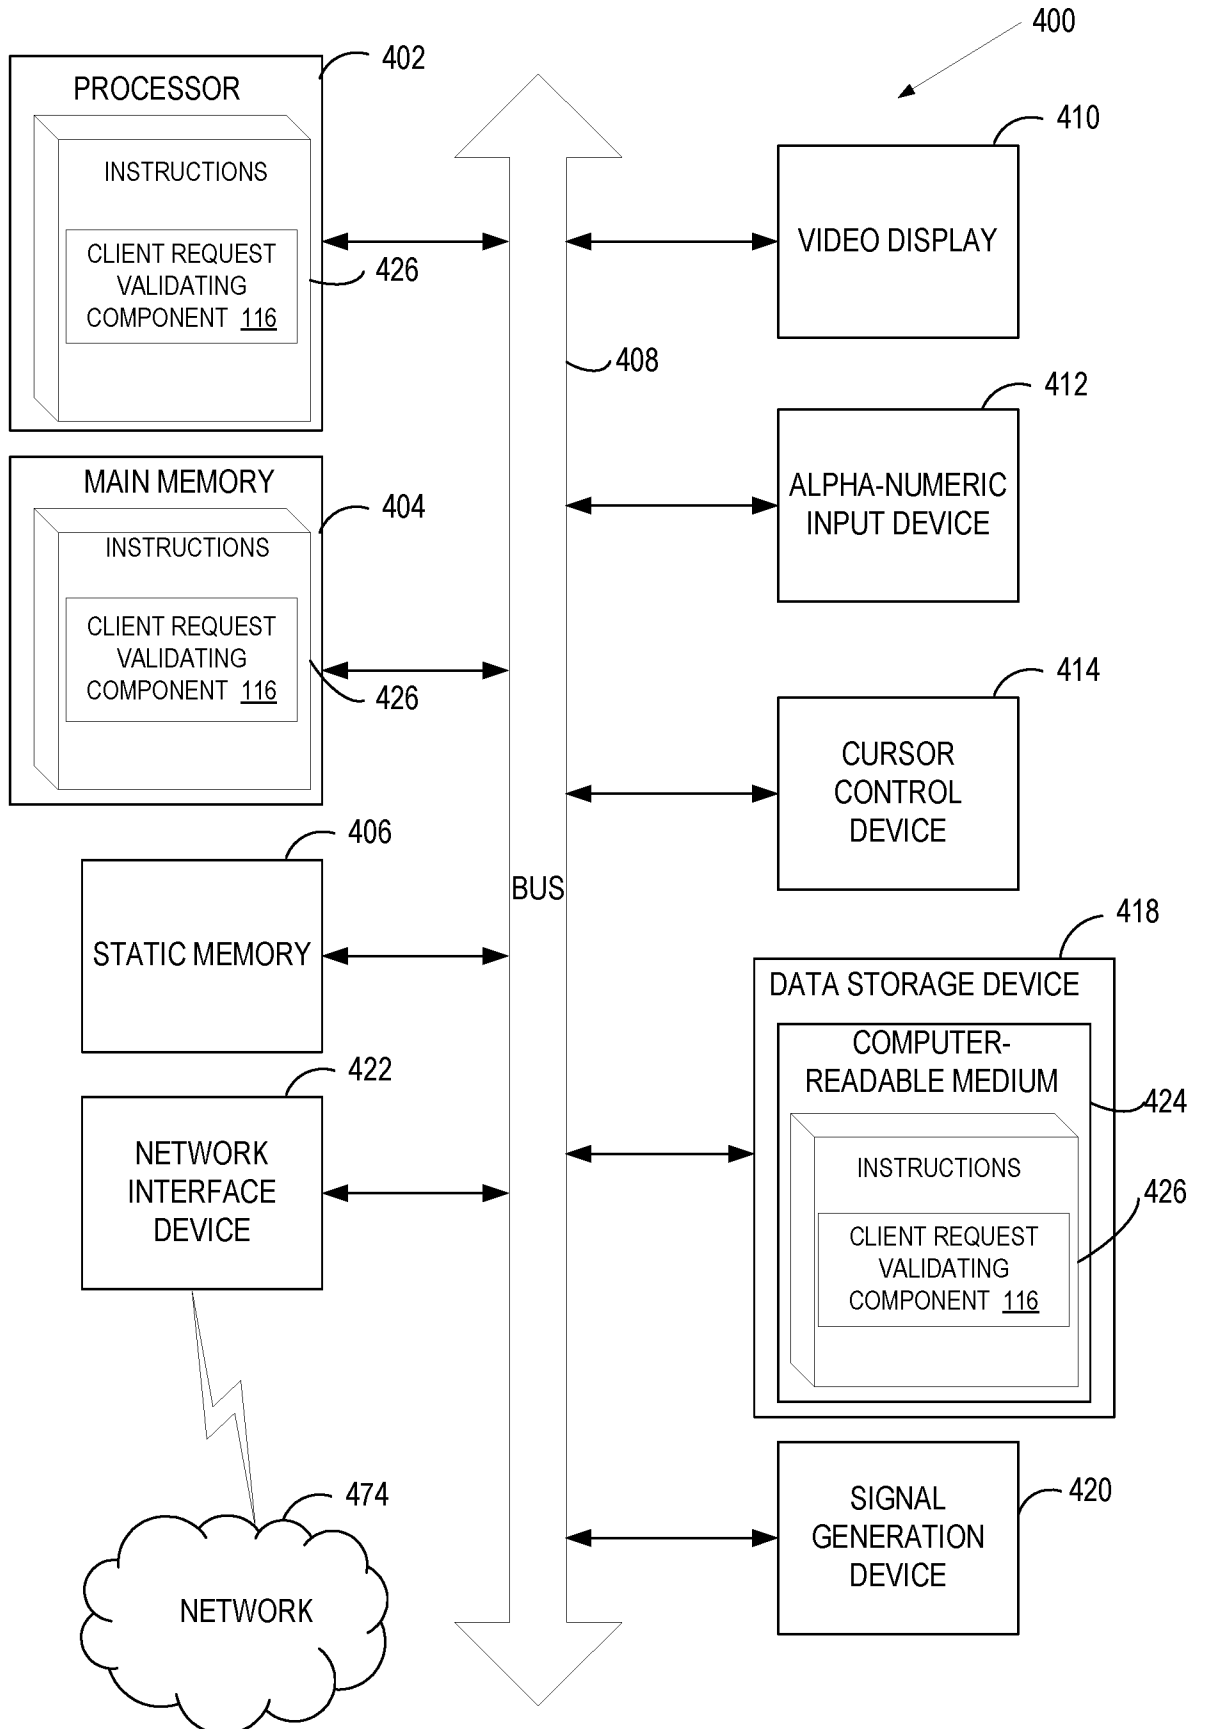 400
402
PROCESSOR
INSTRUCTIONS
CLIENT REQUEST
VALIDATING
COMPONENT 116
426
MAIN MEMORY
404
INSTRUCTIONS
CLIENT REQUEST
VALIDATING
COMPONENT 116
426
406
STATIC MEMORY
422
NETWORK
INTERFACE
DEVICE
474
NETWORK
408
BUS
410
VIDEO DISPLAY
412
ALPHA-NUMERIC
INPUT DEVICE
414
CURSOR
CONTROL
DEVICE
418
DATA STORAGE DEVICE
COMPUTER-
READABLE MEDIUM
424
INSTRUCTIONS
426
CLIENT REQUEST
VALIDATING
COMPONENT 116
420
SIGNAL
GENERATION
DEVICE